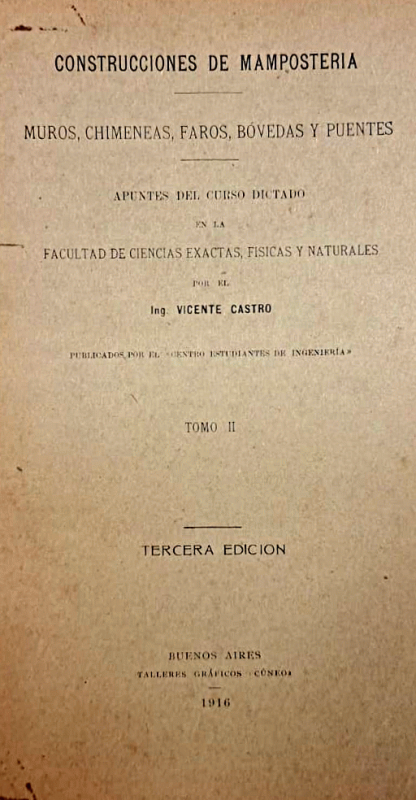 CONSTRUCCIONES DE MAMPOSTERIA
MUROS, CHIMENEAS, FAROS, BÓVEDAS Y PUENTES
APUNTES DEL CURSO DICTADO
EN LA
FACULTAD DE CIENCIAS EXACTAS, FISICAS Y NATURALES
POR EL
Ing. VICENTE CASTRO
PUBLICADOS POR EL «CENTRO ESTUDIANTES DE INGENIERÍA»
TOMO II
TERCERA EDICION
BUENOS AIRES
TALLERES GRÁFICOS «CÚNEO»
1916